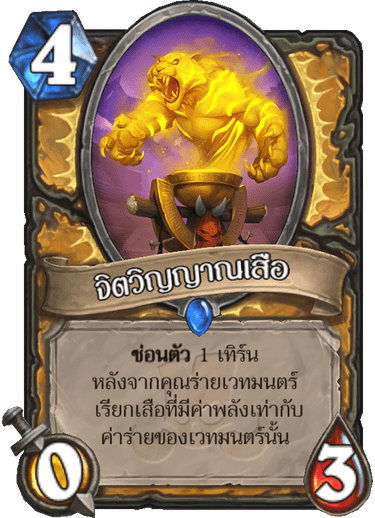 4
จิตวิญญาณเสือ
ซ่อนตัว 1 เทิร์น
หลังจากคุณร่ายเวทมนตร์
เรียกเสือที่มีค่าพลังเท่ากับ
ค่าร่ายของเวทมนตร์นั้น
0
3